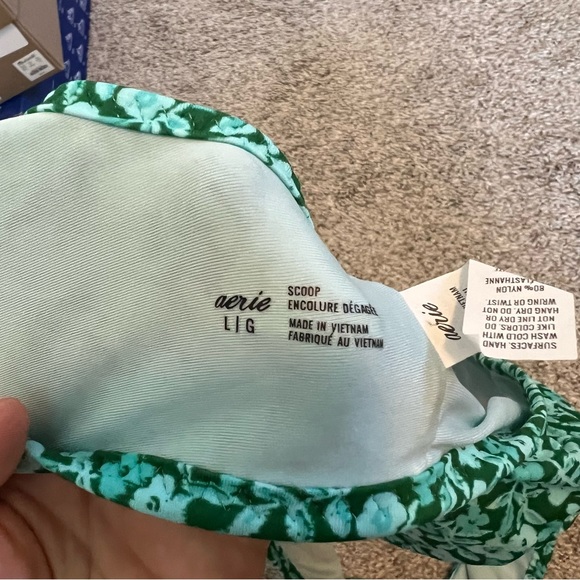 aerie
L|G
SCOOP
ENCOLURE DÉGAGÉE
MADE IN VIETNAM
FABRIQUÉ AU VIETNAM
aerie
VIETNAM
80% NYLON
ELASTHANNE
SURFACES. HAND
WASH COLD WITH
LIKE COLORS. DO
NOT LINE DRY OR
HANG DRY. DO NOT
WRING OR TWIST.